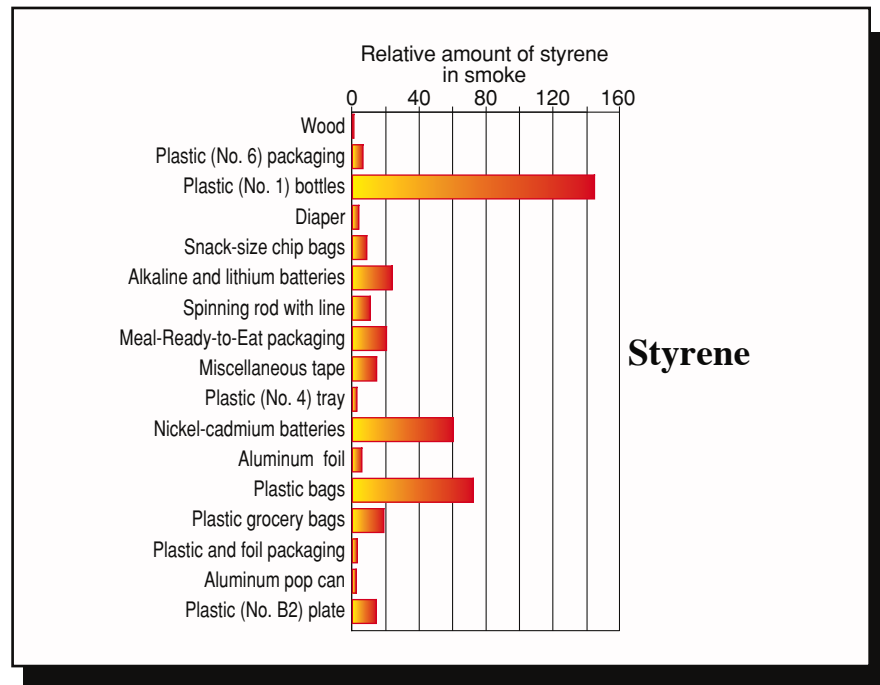 Relative amount of styrene
in smoke
0 40 80 120 160
Wood
Plastic (No. 6) packaging
Plastic (No. 1) bottles
Diaper
Snack-size chip bags
Alkaline and lithium batteries
Spinning rod with line
Meal-Ready-to-Eat packaging
Miscellaneous tape
Plastic (No. 4) tray
Nickel-cadmium batteries
Aluminum foil
Plastic bags
Plastic grocery bags
Plastic and foil packaging
Aluminum pop can
Plastic (No. B2) plate
Styrene